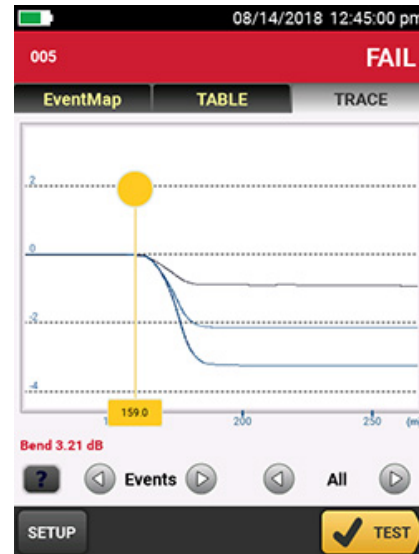 08/14/2018 12:45:00 pm
005 FAIL
EventMap TABLE TRACE
2
0
-2
-4
159.0
200 250 (m
Bend 3.21 dB
? Events All
SETUP TEST